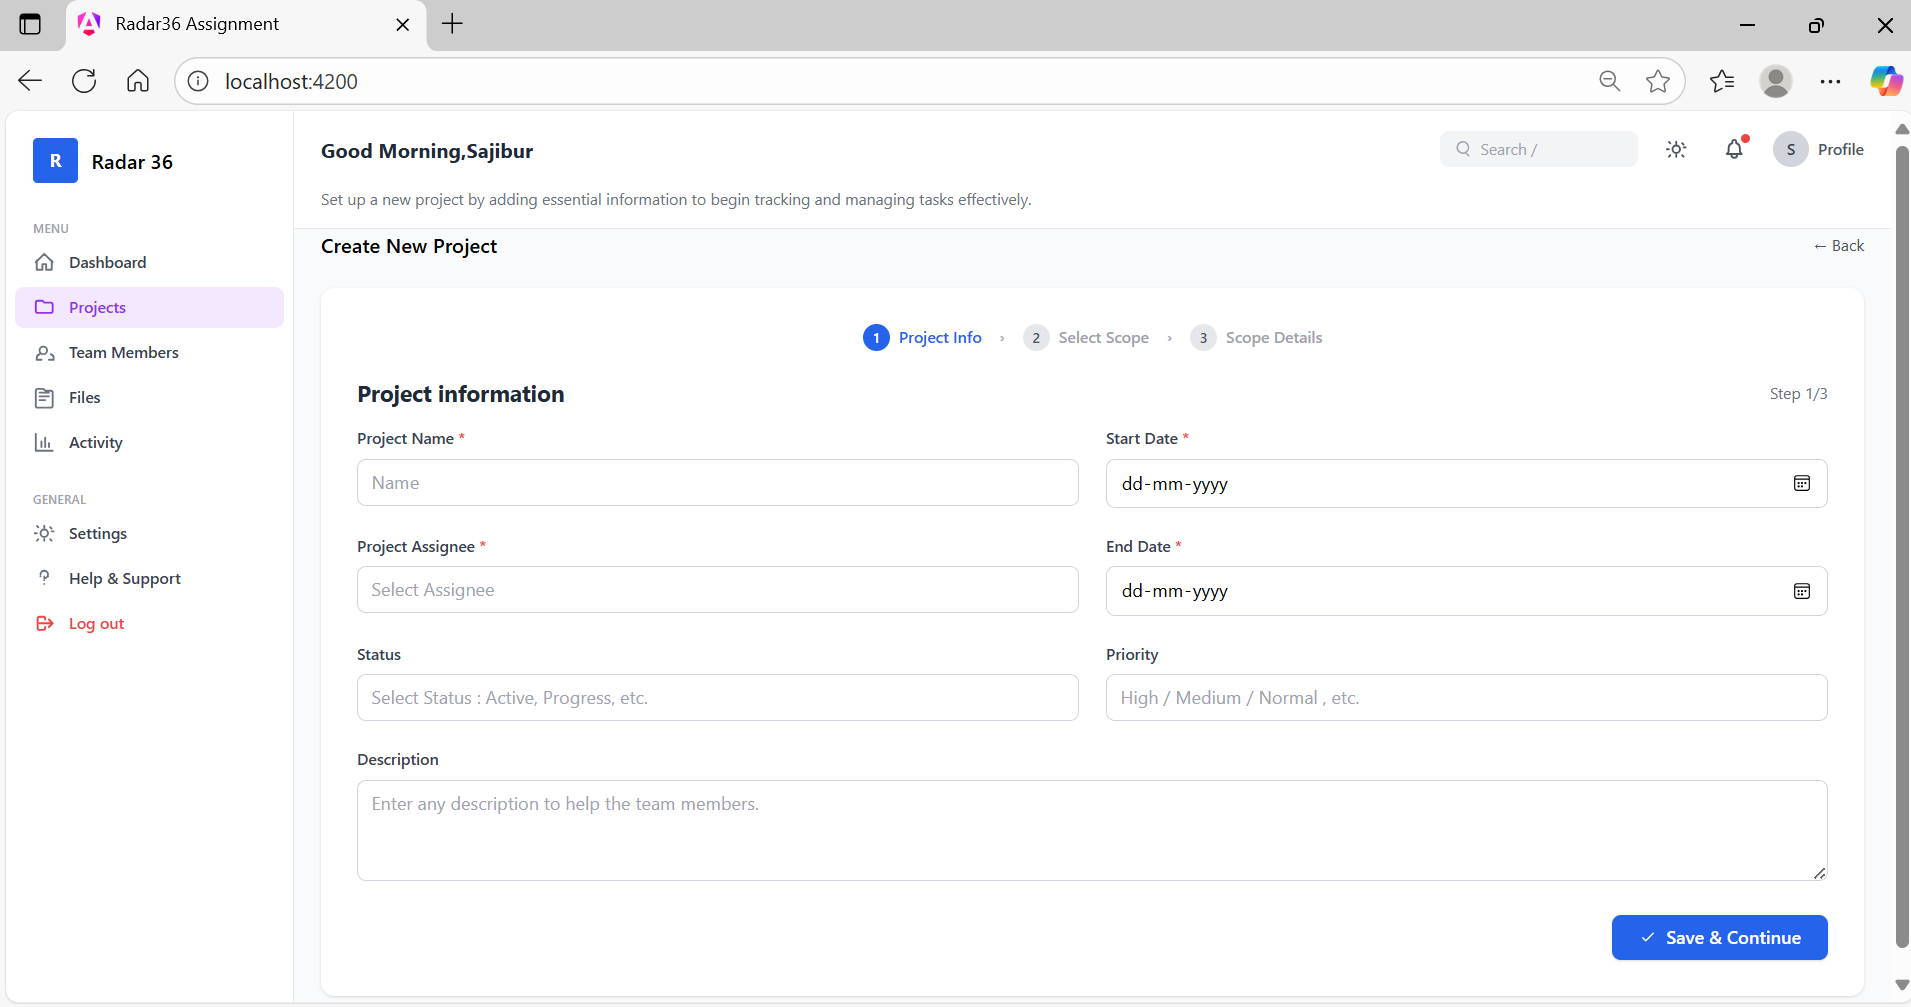 Radar36 Assignment
localhost:4200
R
Radar 36
MENU
Dashboard
Projects
Team Members
Files
Activity
GENERAL
Settings
Help & Support
Log out
Good Morning,Sajibur
Search /
S
Profile
Set up a new project by adding essential information to begin tracking and managing tasks effectively.
Create New Project
← Back
1 Project Info › 2 Select Scope › 3 Scope Details
Project information
Step 1/3
Project Name *
Start Date *
Name
dd-mm-yyyy
Project Assignee *
End Date *
Select Assignee
dd-mm-yyyy
Status
Priority
Select Status : Active, Progress, etc.
High / Medium / Normal , etc.
Description
Enter any description to help the team members.
✓ Save & Continue